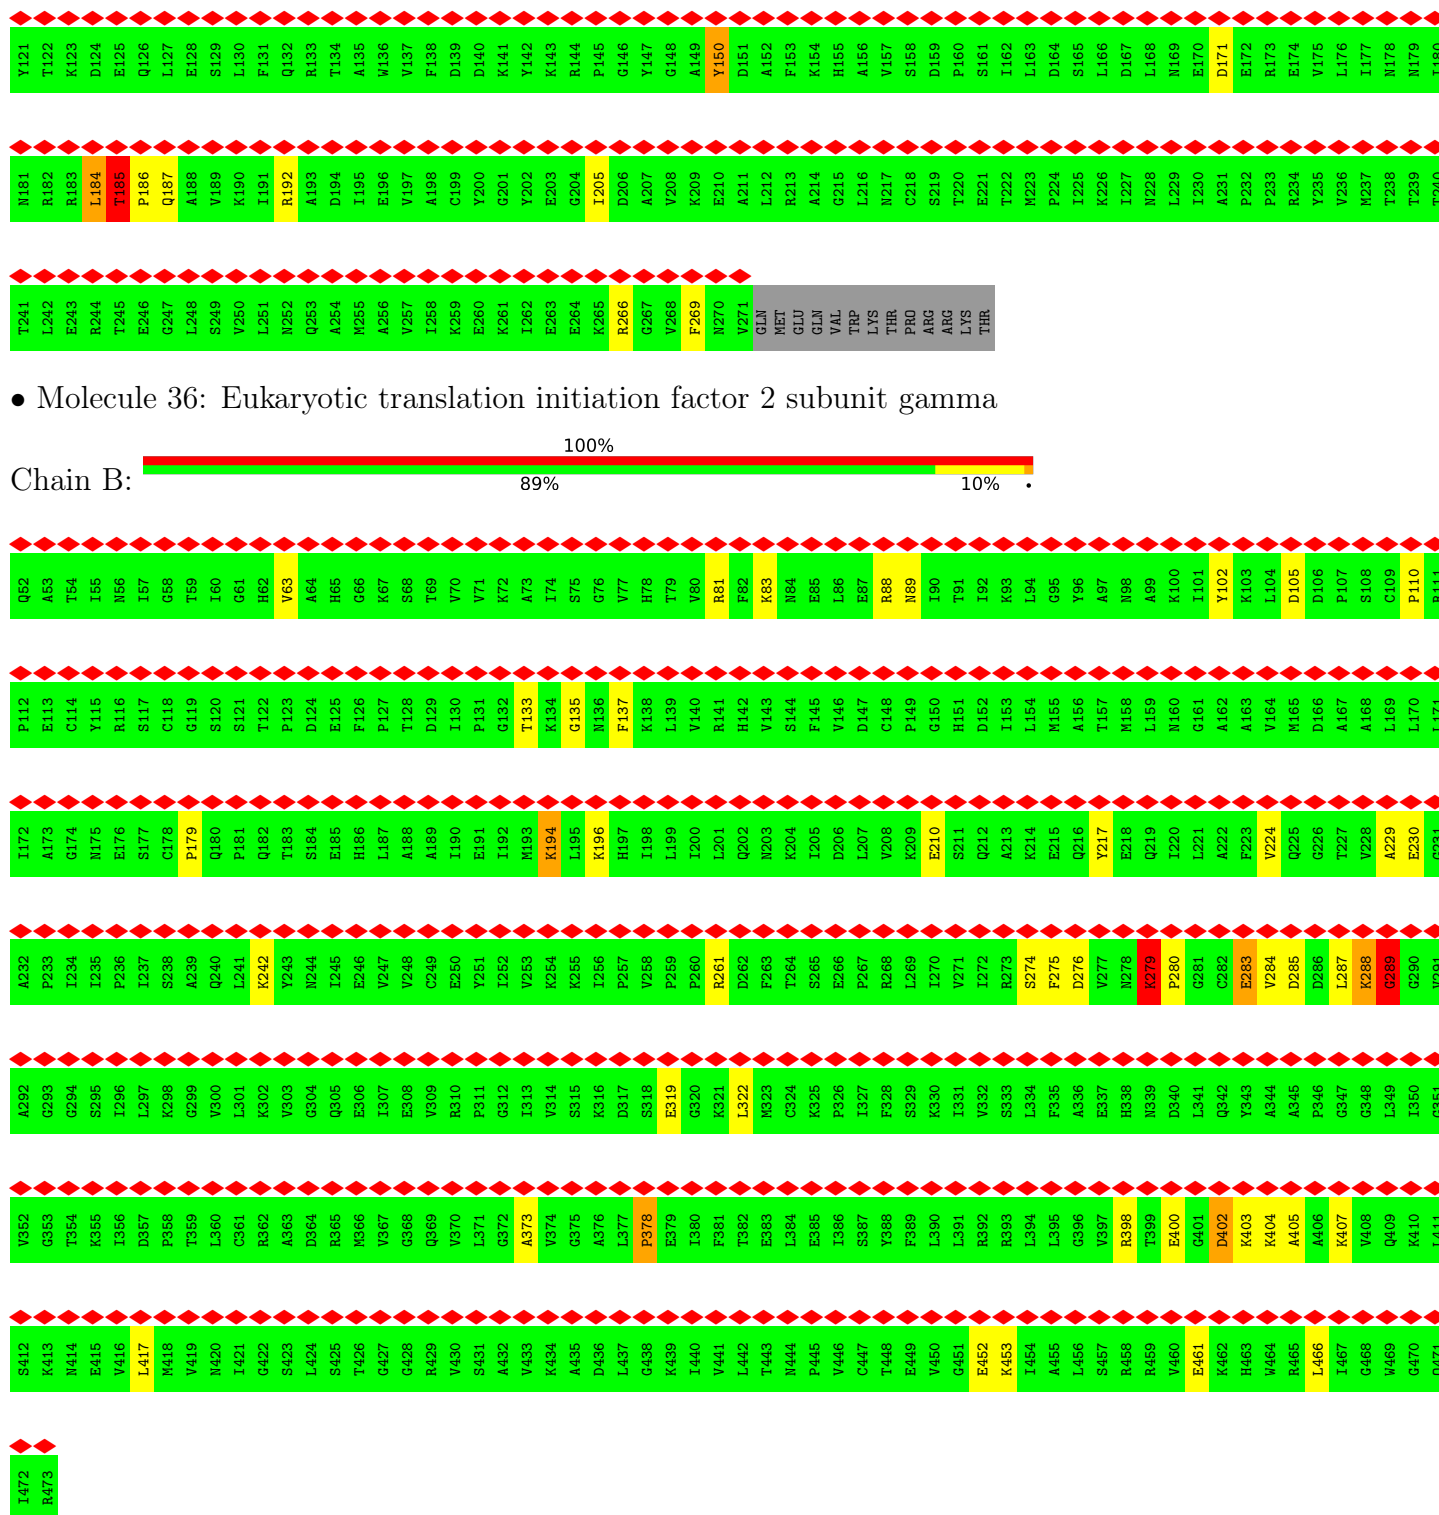 Y121 T122 K123 D124 E125 Q126 L127 E128 S129 L130 F131 Q132 R133 T134 A135 W136 V137 F138 D139 D140 K141 Y142 K143 R144 P145 G146 Y147 G148 A149 Y150 D151 A152 F153 K154 H155 A156 V157 S158 D159 P160 S161 I162 L163 D164 S165 L166 D167 L168 N169 E170 D171 E172 R173 E174 V175 L176 I177 N178 N179 I180
N181 R182 R183 L184 T185 P186 Q187 A188 V189 K190 I191 R192 A193 D194 I195 E196 V197 A198 C199 Y200 G201 Y202 E203 G204 I205 D206 A207 V208 K209 E210 A211 L212 R213 A214 G215 L216 N217 C218 S219 T220 E221 T222 M223 P224 I225 K226 I227 N228 L229 I230 A231 P232 P233 R234 Y235 V236 M237 T238 T239 T240
T241 L242 E243 R244 T245 E246 G247 L248 S249 V250 L251 N252 Q253 A254 M255 A256 V257 I258 K259 E260 K261 I262 E263 E264 K265 R266 G267 V268 F269 N270 V271 GLN MET GLU GLN VAL TRP LYS THR PRO ARG ARG LYS THR
• Molecule 36: Eukaryotic translation initiation factor 2 subunit gamma
100%
Chain B:
89% 10% •
Q52 A53 T54 I55 N56 I57 G58 T59 I60 G61 H62 V63 A64 H65 G66 K67 S68 T69 V70 V71 K72 A73 I74 S75 G76 V77 H78 T79 V80 R81 F82 K83 N84 E85 L86 E87 R88 N89 I90 T91 I92 K93 L94 G95 Y96 A97 N98 A99 K100 I101 Y102 K103 L104 D105 D106 P107 S108 C109 P110 R111
P112 E113 C114 Y115 R116 S117 C118 G119 S120 S121 T122 P123 D124 E125 F126 P127 T128 D129 I130 P131 G132 T133 K134 G135 N136 F137 K138 L139 V140 R141 H142 V143 S144 F145 V146 D147 C148 P149 G150 H151 D152 I153 L154 M155 A156 T157 M158 L159 N160 G161 A162 A163 V164 M165 D166 A167 A168 L169 L170 L171
I172 A173 G174 N175 E176 S177 C178 P179 Q180 P181 Q182 T183 S184 E185 H186 L187 A188 A189 I190 E191 I192 M193 K194 L195 K196 H197 I198 L199 I200 L201 Q202 N203 K204 I205 D206 L207 V208 K209 E210 S211 Q212 A213 K214 E215 Q216 Y217 E218 Q219 I220 L221 A222 F223 V224 Q225 G226 T227 V228 A229 E230 G231
A232 P233 I234 I235 P236 I237 S238 A239 Q240 L241 K242 Y243 N244 I245 E246 V247 V248 C249 E250 Y251 I252 V253 K254 K255 I256 P257 V258 P259 P260 R261 D262 F263 T264 S265 E266 P267 R268 L269 I270 V271 I272 R273 S274 F275 D276 V277 N278 K279 P280 G281 C282 E283 V284 D285 D286 L287 K288 G289 G290 V291
A292 G293 G294 S295 I296 L297 K298 G299 V300 L301 K302 V303 G304 Q305 E306 I307 E308 V309 R310 P311 G312 I313 V314 S315 K316 D317 S318 E319 G320 K321 L322 M323 C324 K325 P326 I327 F328 S329 K330 I331 V332 S333 L334 F335 A336 E337 H338 N339 D340 L341 Q342 Y343 A344 A345 P346 G347 G348 L349 I350 G351
V352 G353 T354 K355 I356 D357 P358 T359 L360 C361 R362 A363 D364 R365 M366 V367 G368 Q369 V370 L371 G372 A373 V374 G375 A376 L377 P378 E379 I380 F381 T382 E383 L384 E385 I386 S387 Y388 F389 L390 L391 R392 R393 L394 L395 G396 V397 R398 T399 E400 G401 D402 K403 K404 A405 A406 K407 V408 Q409 K410 L411
S412 K413 N414 E415 V416 L417 M418 V419 N420 I421 G422 S423 L424 S425 T426 G427 G428 R429 V430 S431 A432 V433 K434 A435 D436 L437 G438 K439 I440 V441 L442 T443 N444 P445 V446 C447 T448 E449 V450 G451 E452 K453 I454 A455 L456 S457 R458 R459 V460 E461 K462 H463 W464 R465 L466 I467 G468 W469 G470 Q471
I472 R473